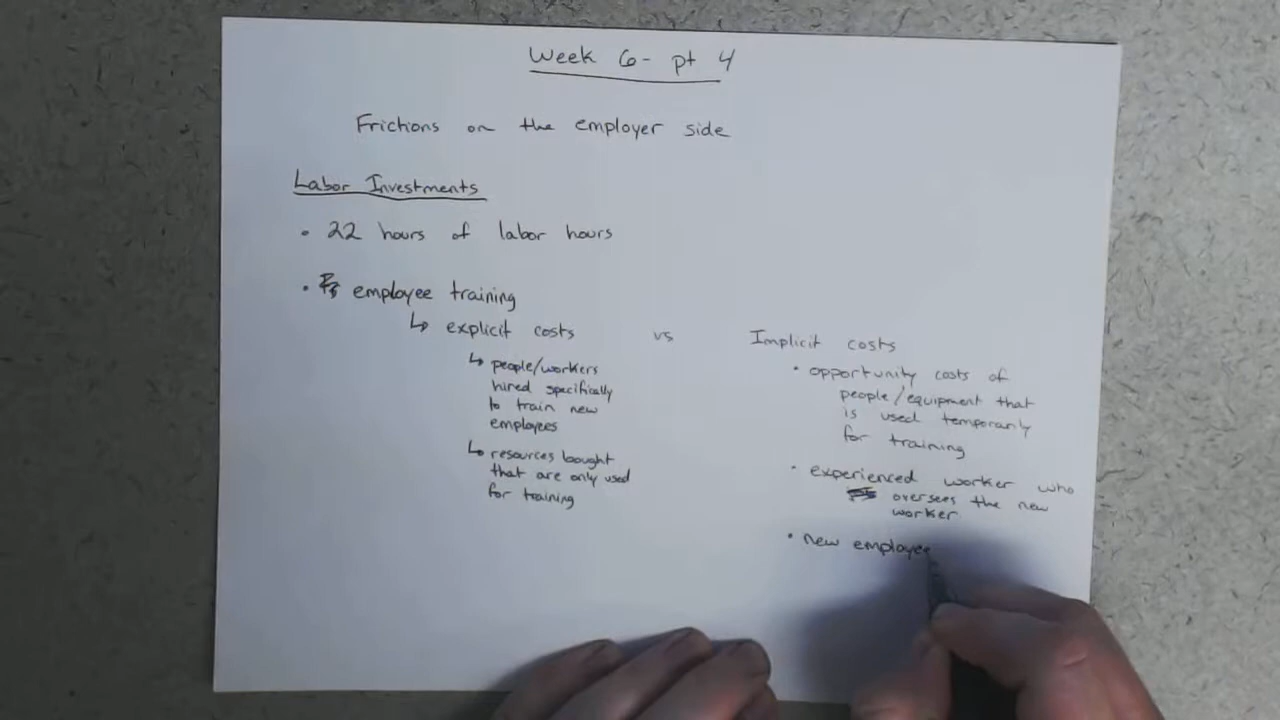 Week 6- pt 4
Frictions on the employer side
Labor Investments
• 22 hours of labor hours
• employee training
↳ explicit costs vs Implicit costs
↳ people/workers
hired specifically
to train new
employees
↳ resources bought
that are only used
for training
• opportunity costs of
people/equipment that
is used temporarily
for training
• experienced worker who
oversees the new
worker.
• new employee